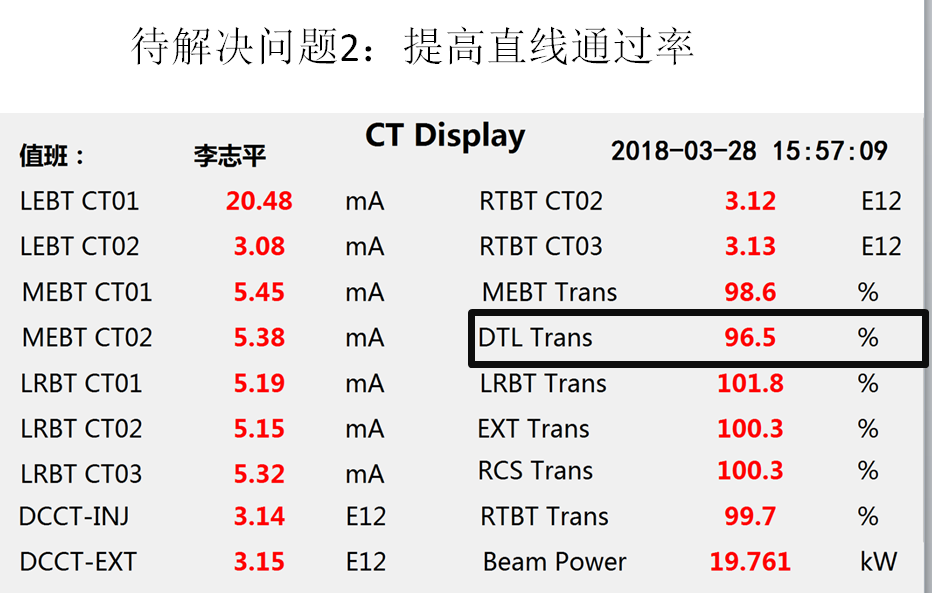 待解决问题2：提高直线通过率
CT Display
值班： 李志平 2018-03-28 15:57:09
LEBT CT01 20.48 mA RTBT CT02 3.12 E12
LEBT CT02 3.08 mA RTBT CT03 3.13 E12
MEBT CT01 5.45 mA MEBT Trans 98.6 %
MEBT CT02 5.38 mA DTL Trans 96.5 %
LRBT CT01 5.19 mA LRBT Trans 101.8 %
LRBT CT02 5.15 mA EXT Trans 100.3 %
LRBT CT03 5.32 mA RCS Trans 100.3 %
DCCT-INJ 3.14 E12 RTBT Trans 99.7 %
DCCT-EXT 3.15 E12 Beam Power 19.761 kW